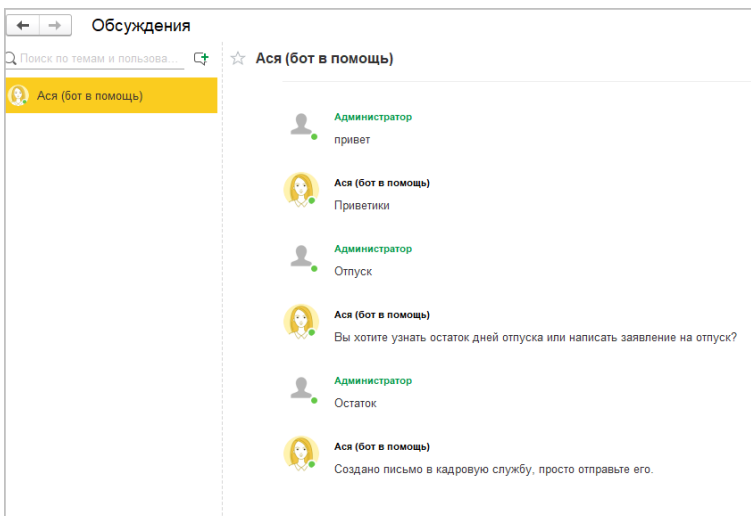 Обсуждения
Поиск по темам и пользова...
Ася (бот в помощь)
Ася (бот в помощь)
Администратор
привет
Ася (бот в помощь)
Приветики
Администратор
Отпуск
Ася (бот в помощь)
Вы хотите узнать остаток дней отпуска или написать заявление на отпуск?
Администратор
Остаток
Ася (бот в помощь)
Создано письмо в кадровую службу, просто отправьте его.